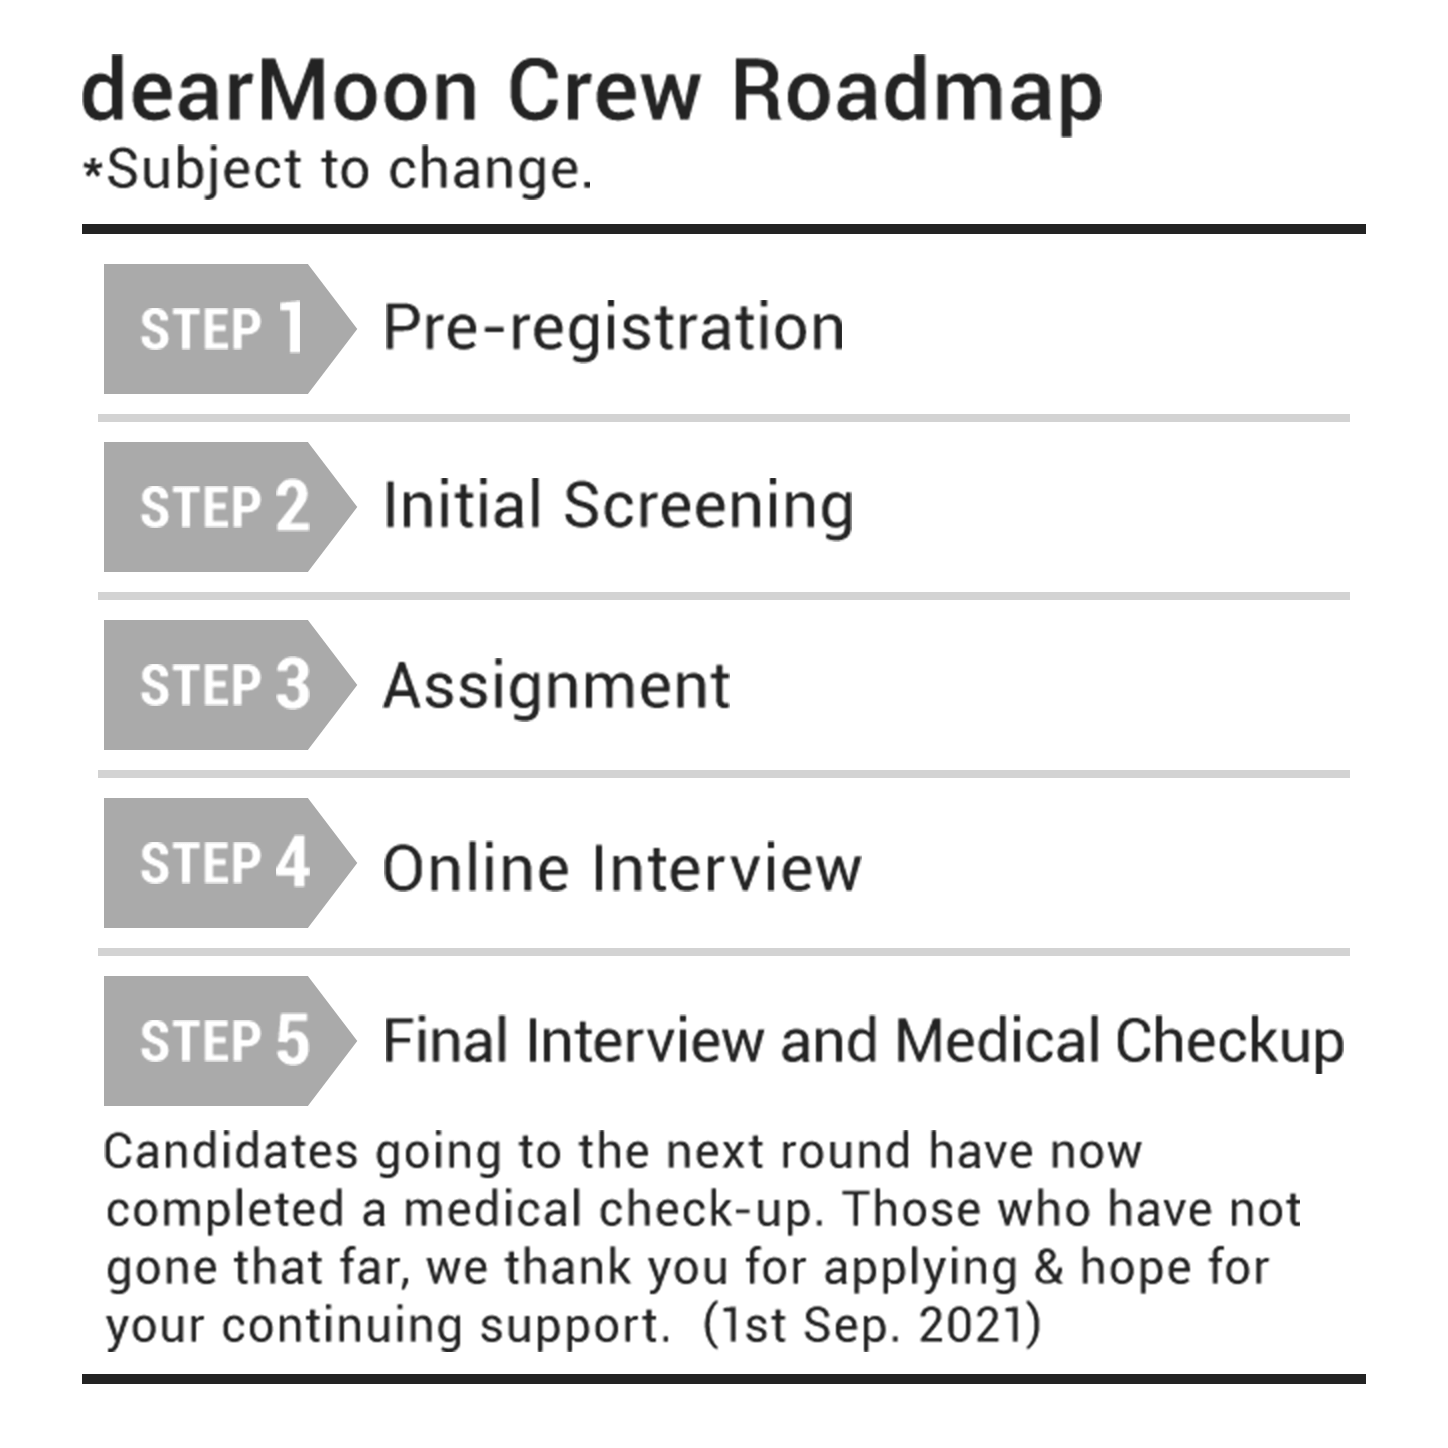 dearMoon Crew Roadmap
*Subject to change.
STEP 1 Pre-registration
STEP 2 Initial Screening
STEP 3 Assignment
STEP 4 Online Interview
STEP 5 Final Interview and Medical Checkup
Candidates going to the next round have now
completed a medical check-up. Those who have not
gone that far, we thank you for applying & hope for
your continuing support. (1st Sep. 2021)